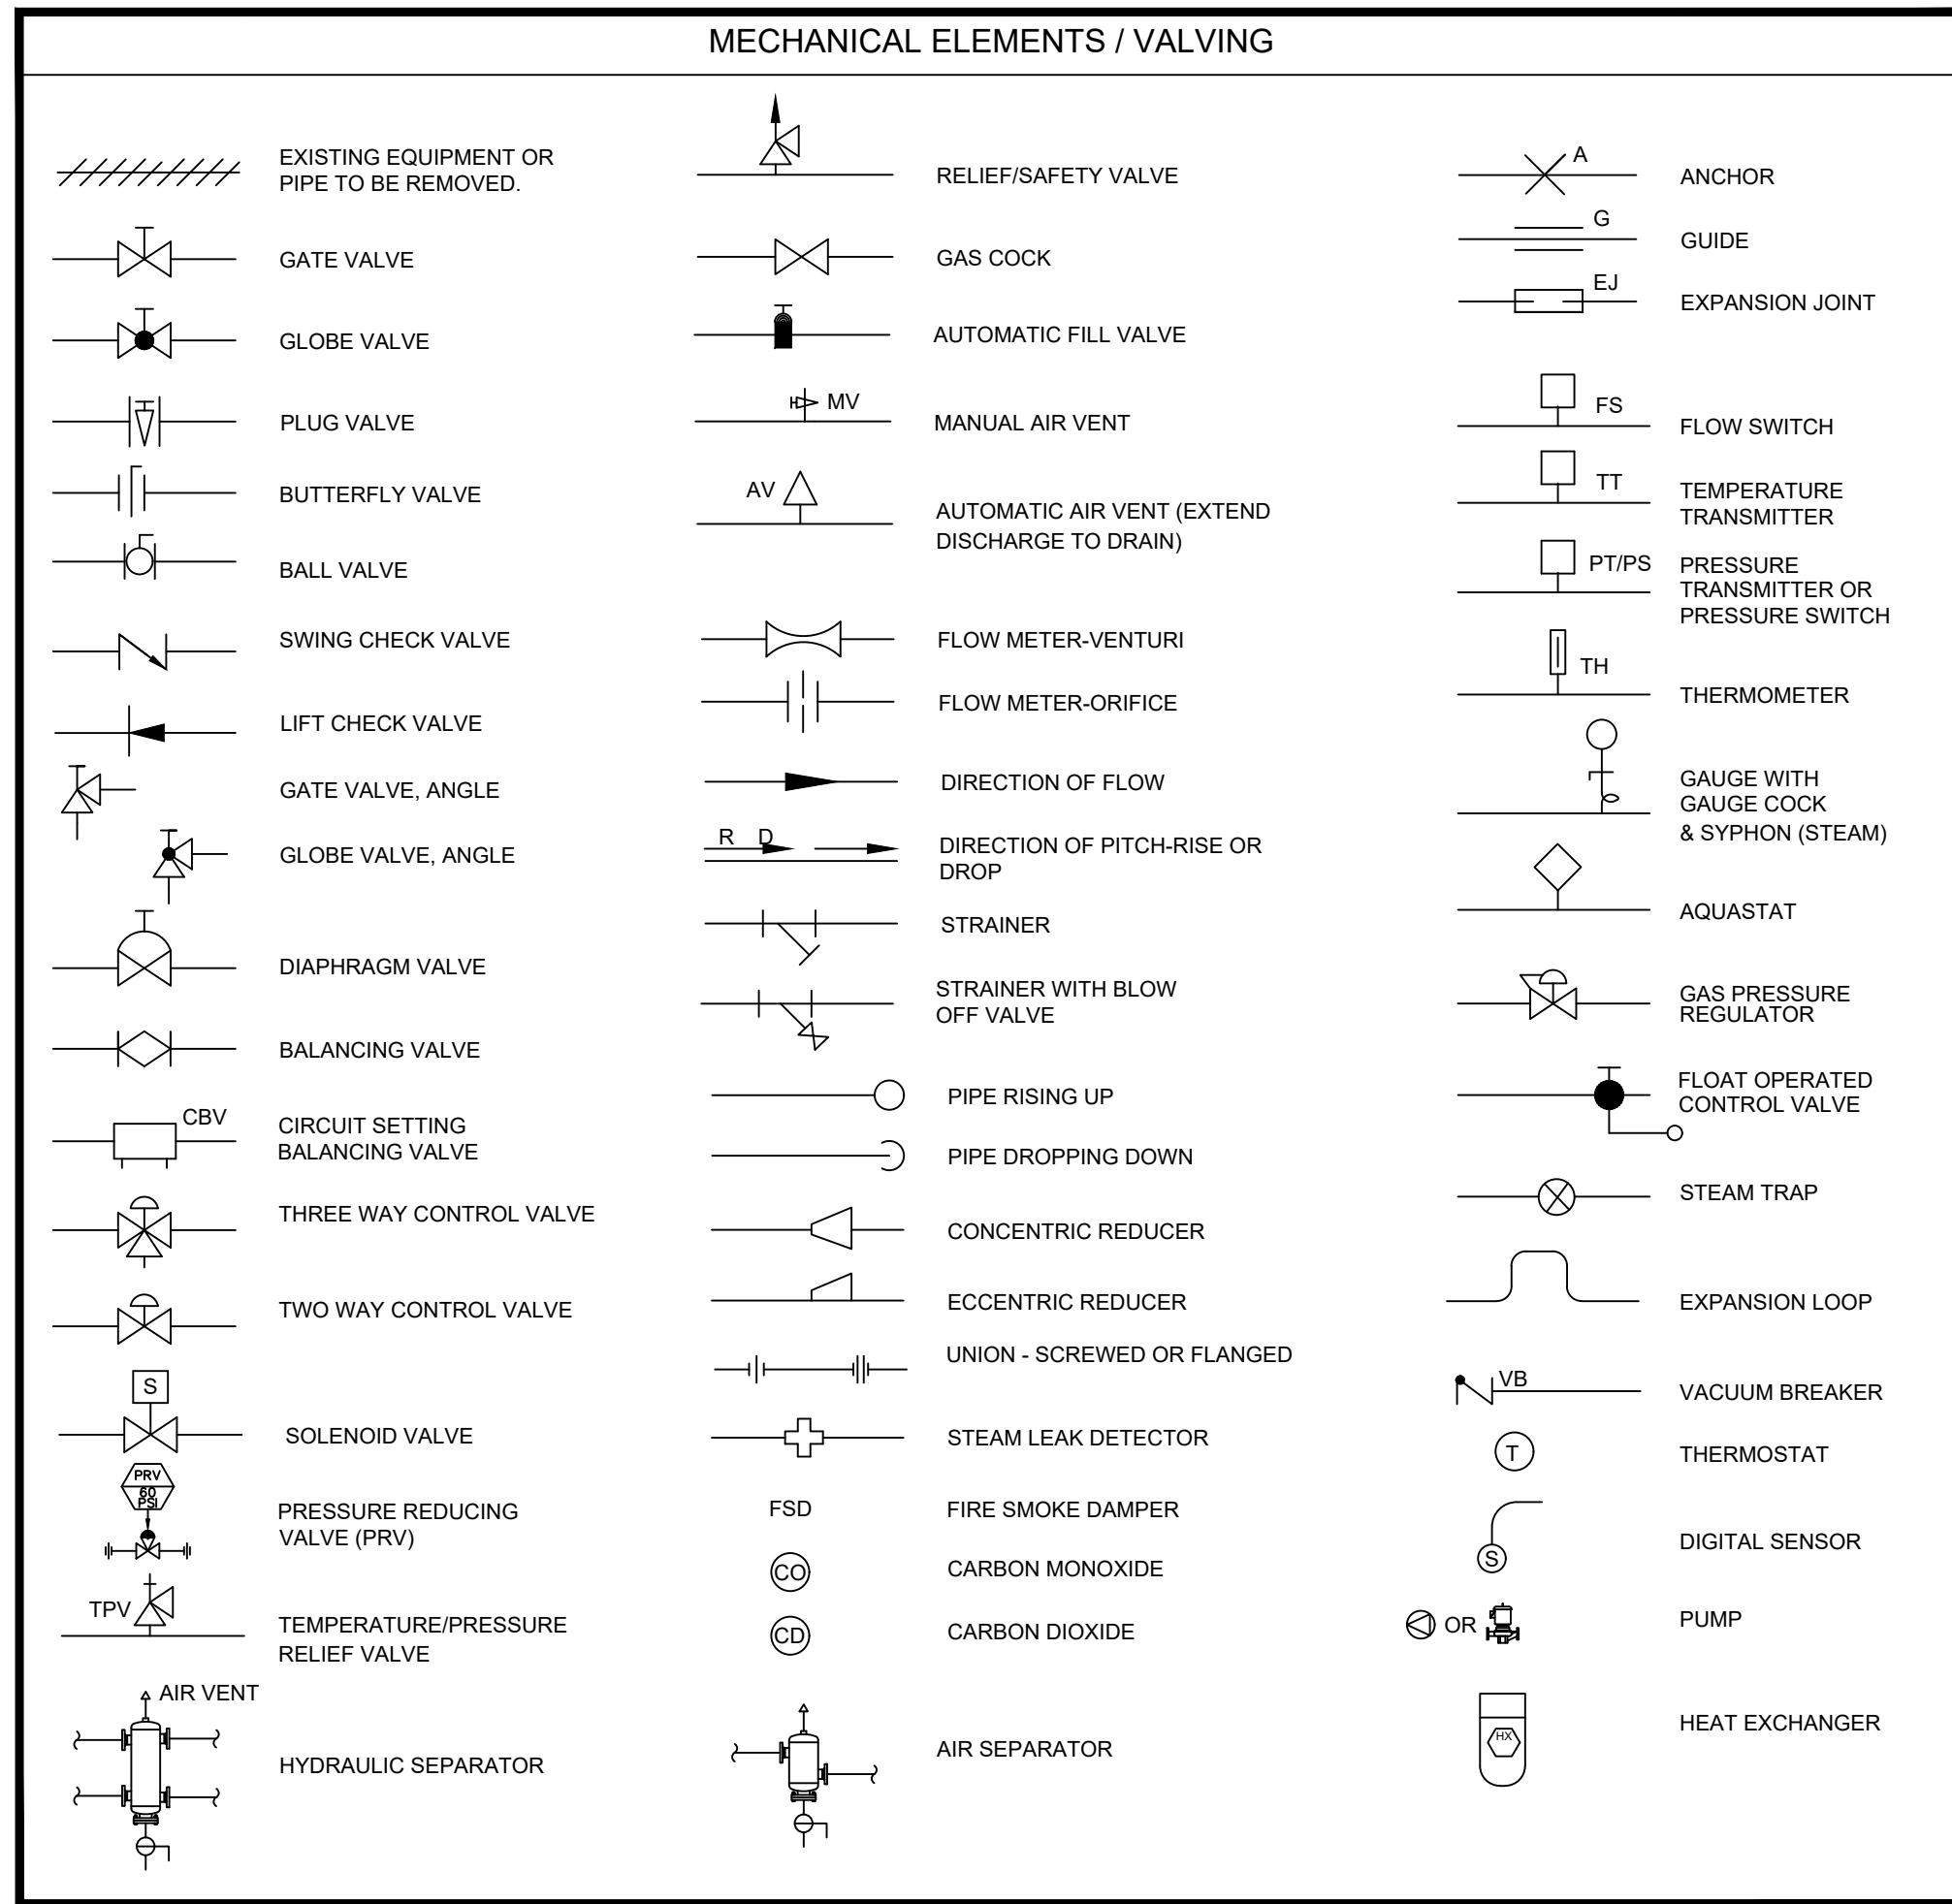 MECHANICAL ELEMENTS / VALVING
EXISTING EQUIPMENT OR
PIPE TO BE REMOVED.
GATE VALVE
GLOBE VALVE
PLUG VALVE
BUTTERFLY VALVE
BALL VALVE
SWING CHECK VALVE
LIFT CHECK VALVE
GATE VALVE, ANGLE
GLOBE VALVE, ANGLE
DIAPHRAGM VALVE
BALANCING VALVE
CBV
CIRCUIT SETTING
BALANCING VALVE
THREE WAY CONTROL VALVE
TWO WAY CONTROL VALVE
S
SOLENOID VALVE
PRV
60
PSI
PRESSURE REDUCING
VALVE (PRV)
TPV
TEMPERATURE/PRESSURE
RELIEF VALVE
AIR VENT
HYDRAULIC SEPARATOR
RELIEF/SAFETY VALVE
GAS COCK
AUTOMATIC FILL VALVE
MV
MANUAL AIR VENT
AV
AUTOMATIC AIR VENT (EXTEND
DISCHARGE TO DRAIN)
FLOW METER-VENTURI
FLOW METER-ORIFICE
DIRECTION OF FLOW
R D
DIRECTION OF PITCH-RISE OR
DROP
STRAINER
STRAINER WITH BLOW
OFF VALVE
PIPE RISING UP
PIPE DROPPING DOWN
CONCENTRIC REDUCER
ECCENTRIC REDUCER
UNION - SCREWED OR FLANGED
STEAM LEAK DETECTOR
FSD
FIRE SMOKE DAMPER
CO
CARBON MONOXIDE
CD
CARBON DIOXIDE
AIR SEPARATOR
A
ANCHOR
G
GUIDE
EJ
EXPANSION JOINT
FS
FLOW SWITCH
TT
TEMPERATURE
TRANSMITTER
PT/PS
PRESSURE
TRANSMITTER OR
PRESSURE SWITCH
TH
THERMOMETER
GAUGE WITH
GAUGE COCK
& SYPHON (STEAM)
AQUASTAT
GAS PRESSURE
REGULATOR
FLOAT OPERATED
CONTROL VALVE
STEAM TRAP
EXPANSION LOOP
VB
VACUUM BREAKER
T
THERMOSTAT
S
DIGITAL SENSOR
OR
PUMP
HX
HEAT EXCHANGER